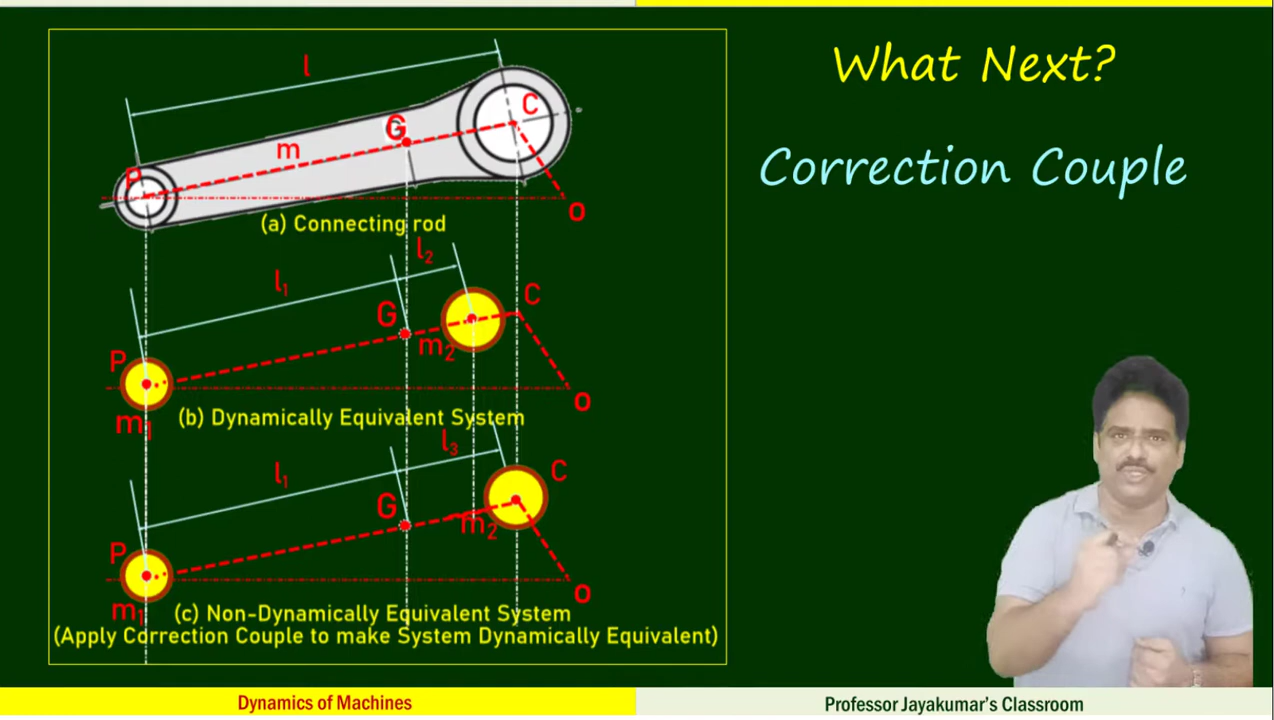 What Next?
Correction Couple
l
C
G
m
P
O
(a) Connecting rod
l₂
l₁
C
G
m₂
P
O
m₁
(b) Dynamically Equivalent System
l₃
l₁
C
G
m₂
P
O
m₁
(c) Non-Dynamically Equivalent System
(Apply Correction Couple to make System Dynamically Equivalent)
Dynamics of Machines
Professor Jayakumar's Classroom